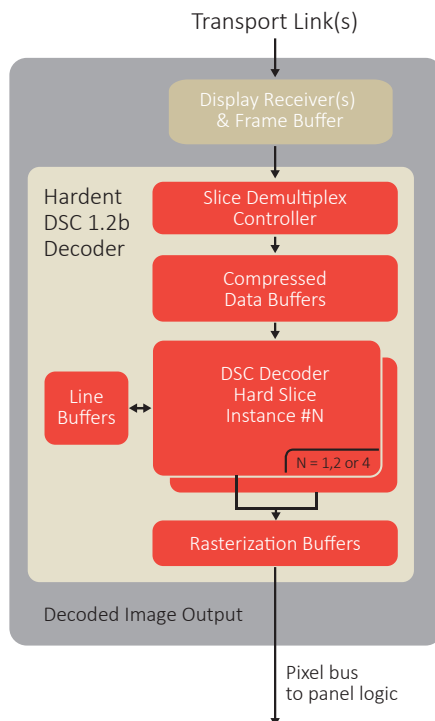 Transport Link(s)
Display Receiver(s)
& Frame Buffer
Hardent
DSC 1.2b
Decoder
Slice Demultiplex
Controller
Compressed
Data Buffers
Line
Buffers
DSC Decoder
Hard Slice
Instance #N
N = 1,2 or 4
Rasterization Buffers
Decoded Image Output
Pixel bus
to panel logic